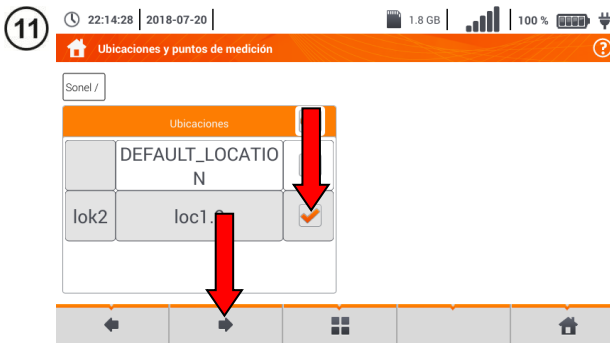 11
22:14:28 2018-07-20 1.8 GB 100 %
Ubicaciones y puntos de medición ?
Sonel /
Ubicaciones
DEFAULT_LOCATIO
N
lok2